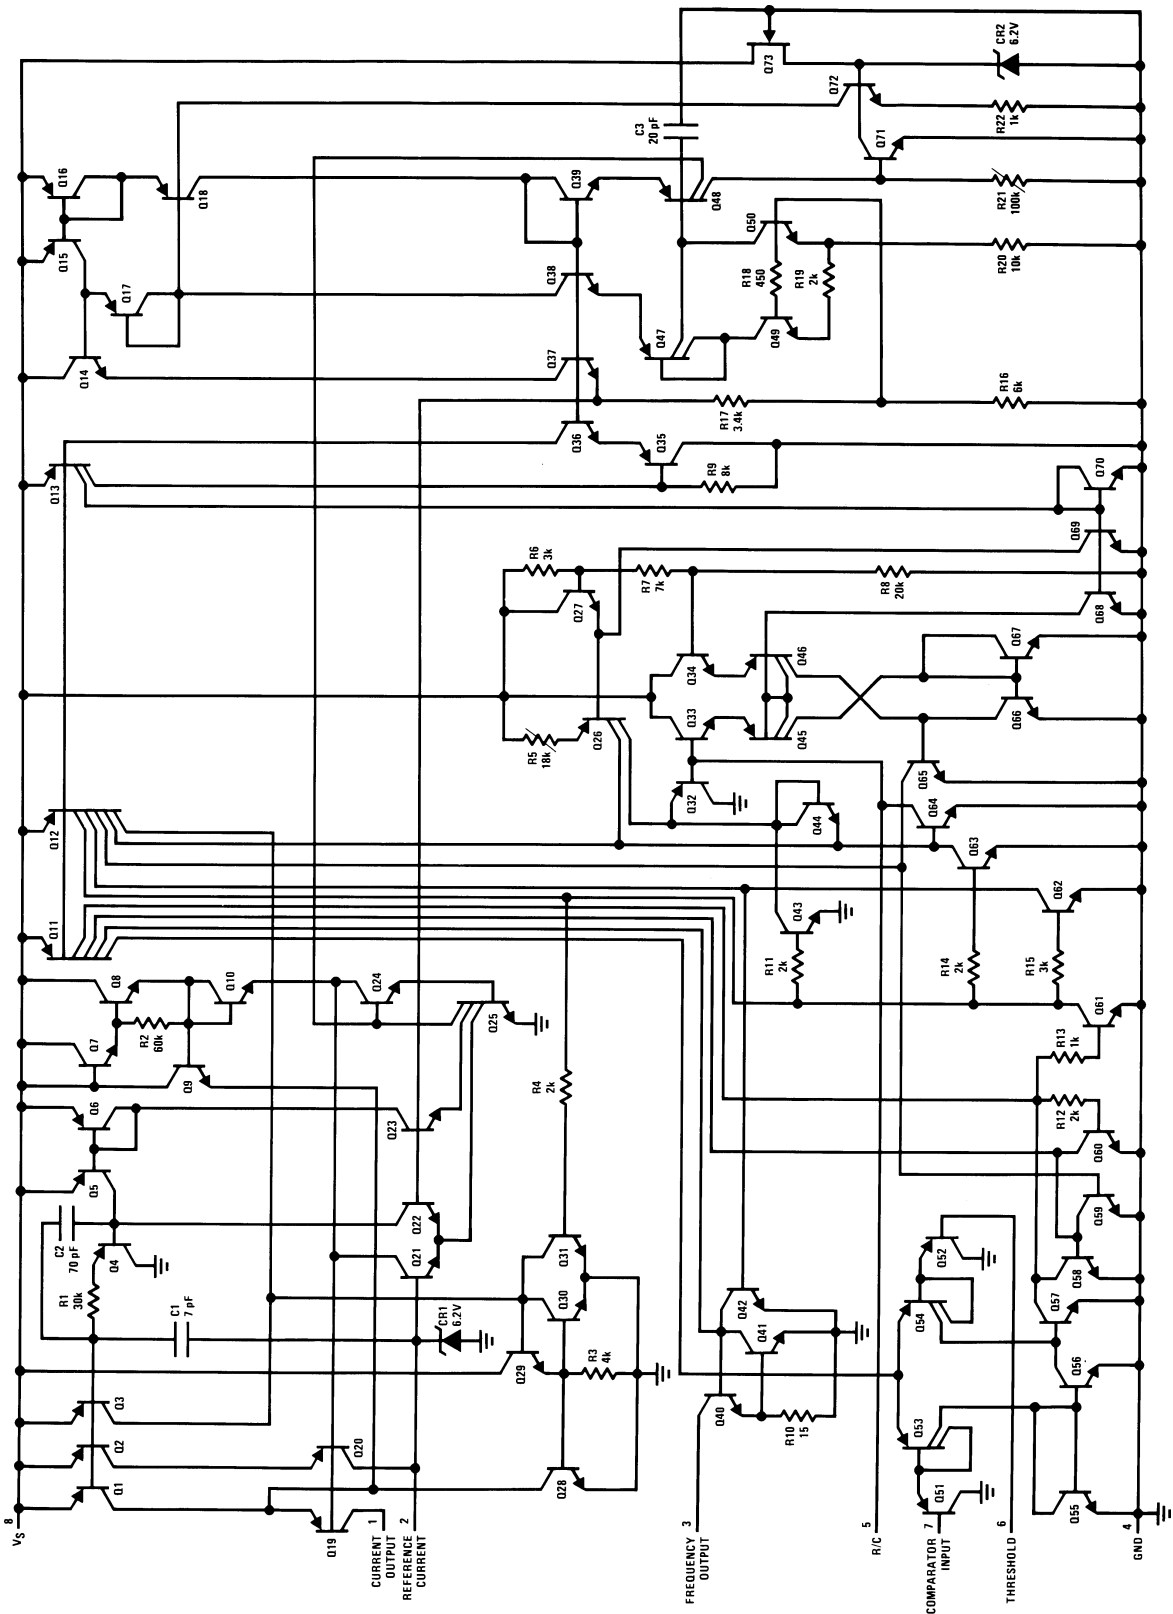 8
VS
Q1
Q2
Q3
R1
30k
C2
70 pF
Q4
Q5
Q6
Q7
Q8
R2
60k
Q9
Q10
Q11
Q12
Q13
Q14
Q15
Q16
Q17
Q18
C1
7 pF
Q19
Q20
CURRENT
OUTPUT
1
REFERENCE
CURRENT
2
Q21
Q22
Q23
Q24
Q25
CR1
6.2V
Q28
Q29
Q30
Q31
R3
4k
R4
2k
R5
18k
Q26
R6
3k
Q27
R7
7k
R8
20k
Q32
Q33
Q34
Q35
Q36
Q37
Q38
Q39
R9
8k
R17
3.4k
R16
6k
C3
20 pF
Q73
CR2
6.2V
Q72
R22
1k
Q71
R21
100k
Q48
Q47
R18
450
Q50
R19
2k
Q49
R20
10k
FREQUENCY
OUTPUT
3
Q40
Q41
Q42
R10
15
R11
2k
Q43
Q44
Q45
Q46
R/C
5
COMPARATOR
INPUT
7
THRESHOLD
6
Q51
Q53
Q54
Q52
Q55
Q56
Q57
Q58
Q59
Q60
R12
2k
R13
1k
Q61
R14
2k
R15
3k
Q62
Q63
Q64
Q65
Q66
Q67
Q68
Q69
Q70
GND
4